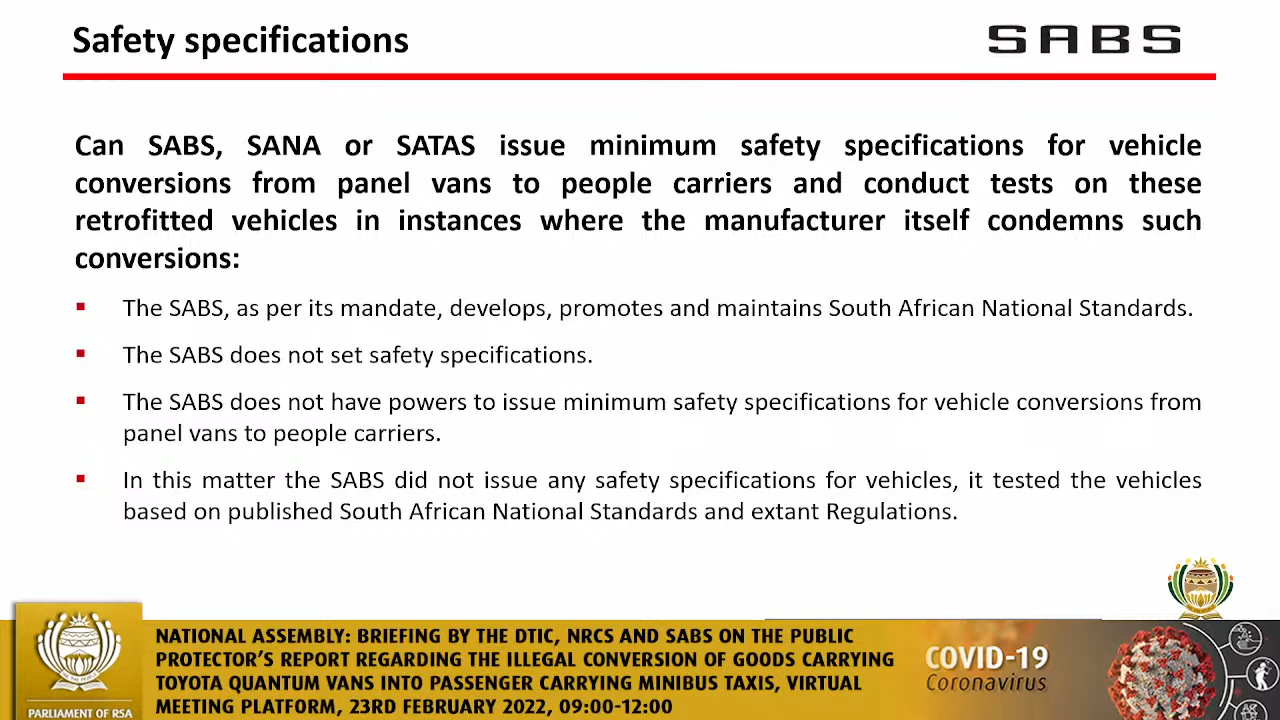 Safety specifications
SABS
Can SABS, SANA or SATAS issue minimum safety specifications for vehicle
conversions from panel vans to people carriers and conduct tests on these
retrofitted vehicles in instances where the manufacturer itself condemns such
conversions:
The SABS, as per its mandate, develops, promotes and maintains South African National Standards.
The SABS does not set safety specifications.
The SABS does not have powers to issue minimum safety specifications for vehicle conversions from
panel vans to people carriers.
In this matter the SABS did not issue any safety specifications for vehicles, it tested the vehicles
based on published South African National Standards and extant Regulations.
NATIONAL ASSEMBLY: BRIEFING BY THE DTIC, NRCS AND SABS ON THE PUBLIC
PROTECTOR'S REPORT REGARDING THE ILLEGAL CONVERSION OF GOODS CARRYING
TOYOTA QUANTUM VANS INTO PASSENGER CARRYING MINIBUS TAXIS, VIRTUAL
MEETING PLATFORM, 23RD FEBRUARY 2022, 09:00-12:00
PARLIAMENT OF RSA
COVID-19
Coronavirus